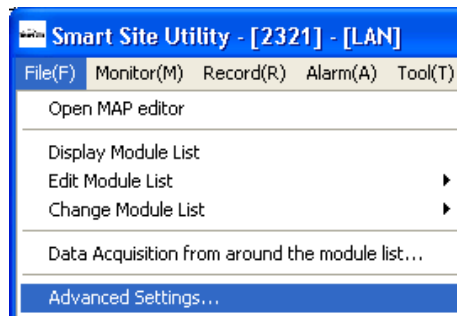 Smart Site Utility - [2321] - [LAN]
File(F) Monitor(M) Record(R) Alarm(A) Tool(T)
Open MAP editor
Display Module List
Edit Module List
Change Module List
Data Acquisition from around the module list...
Advanced Settings...